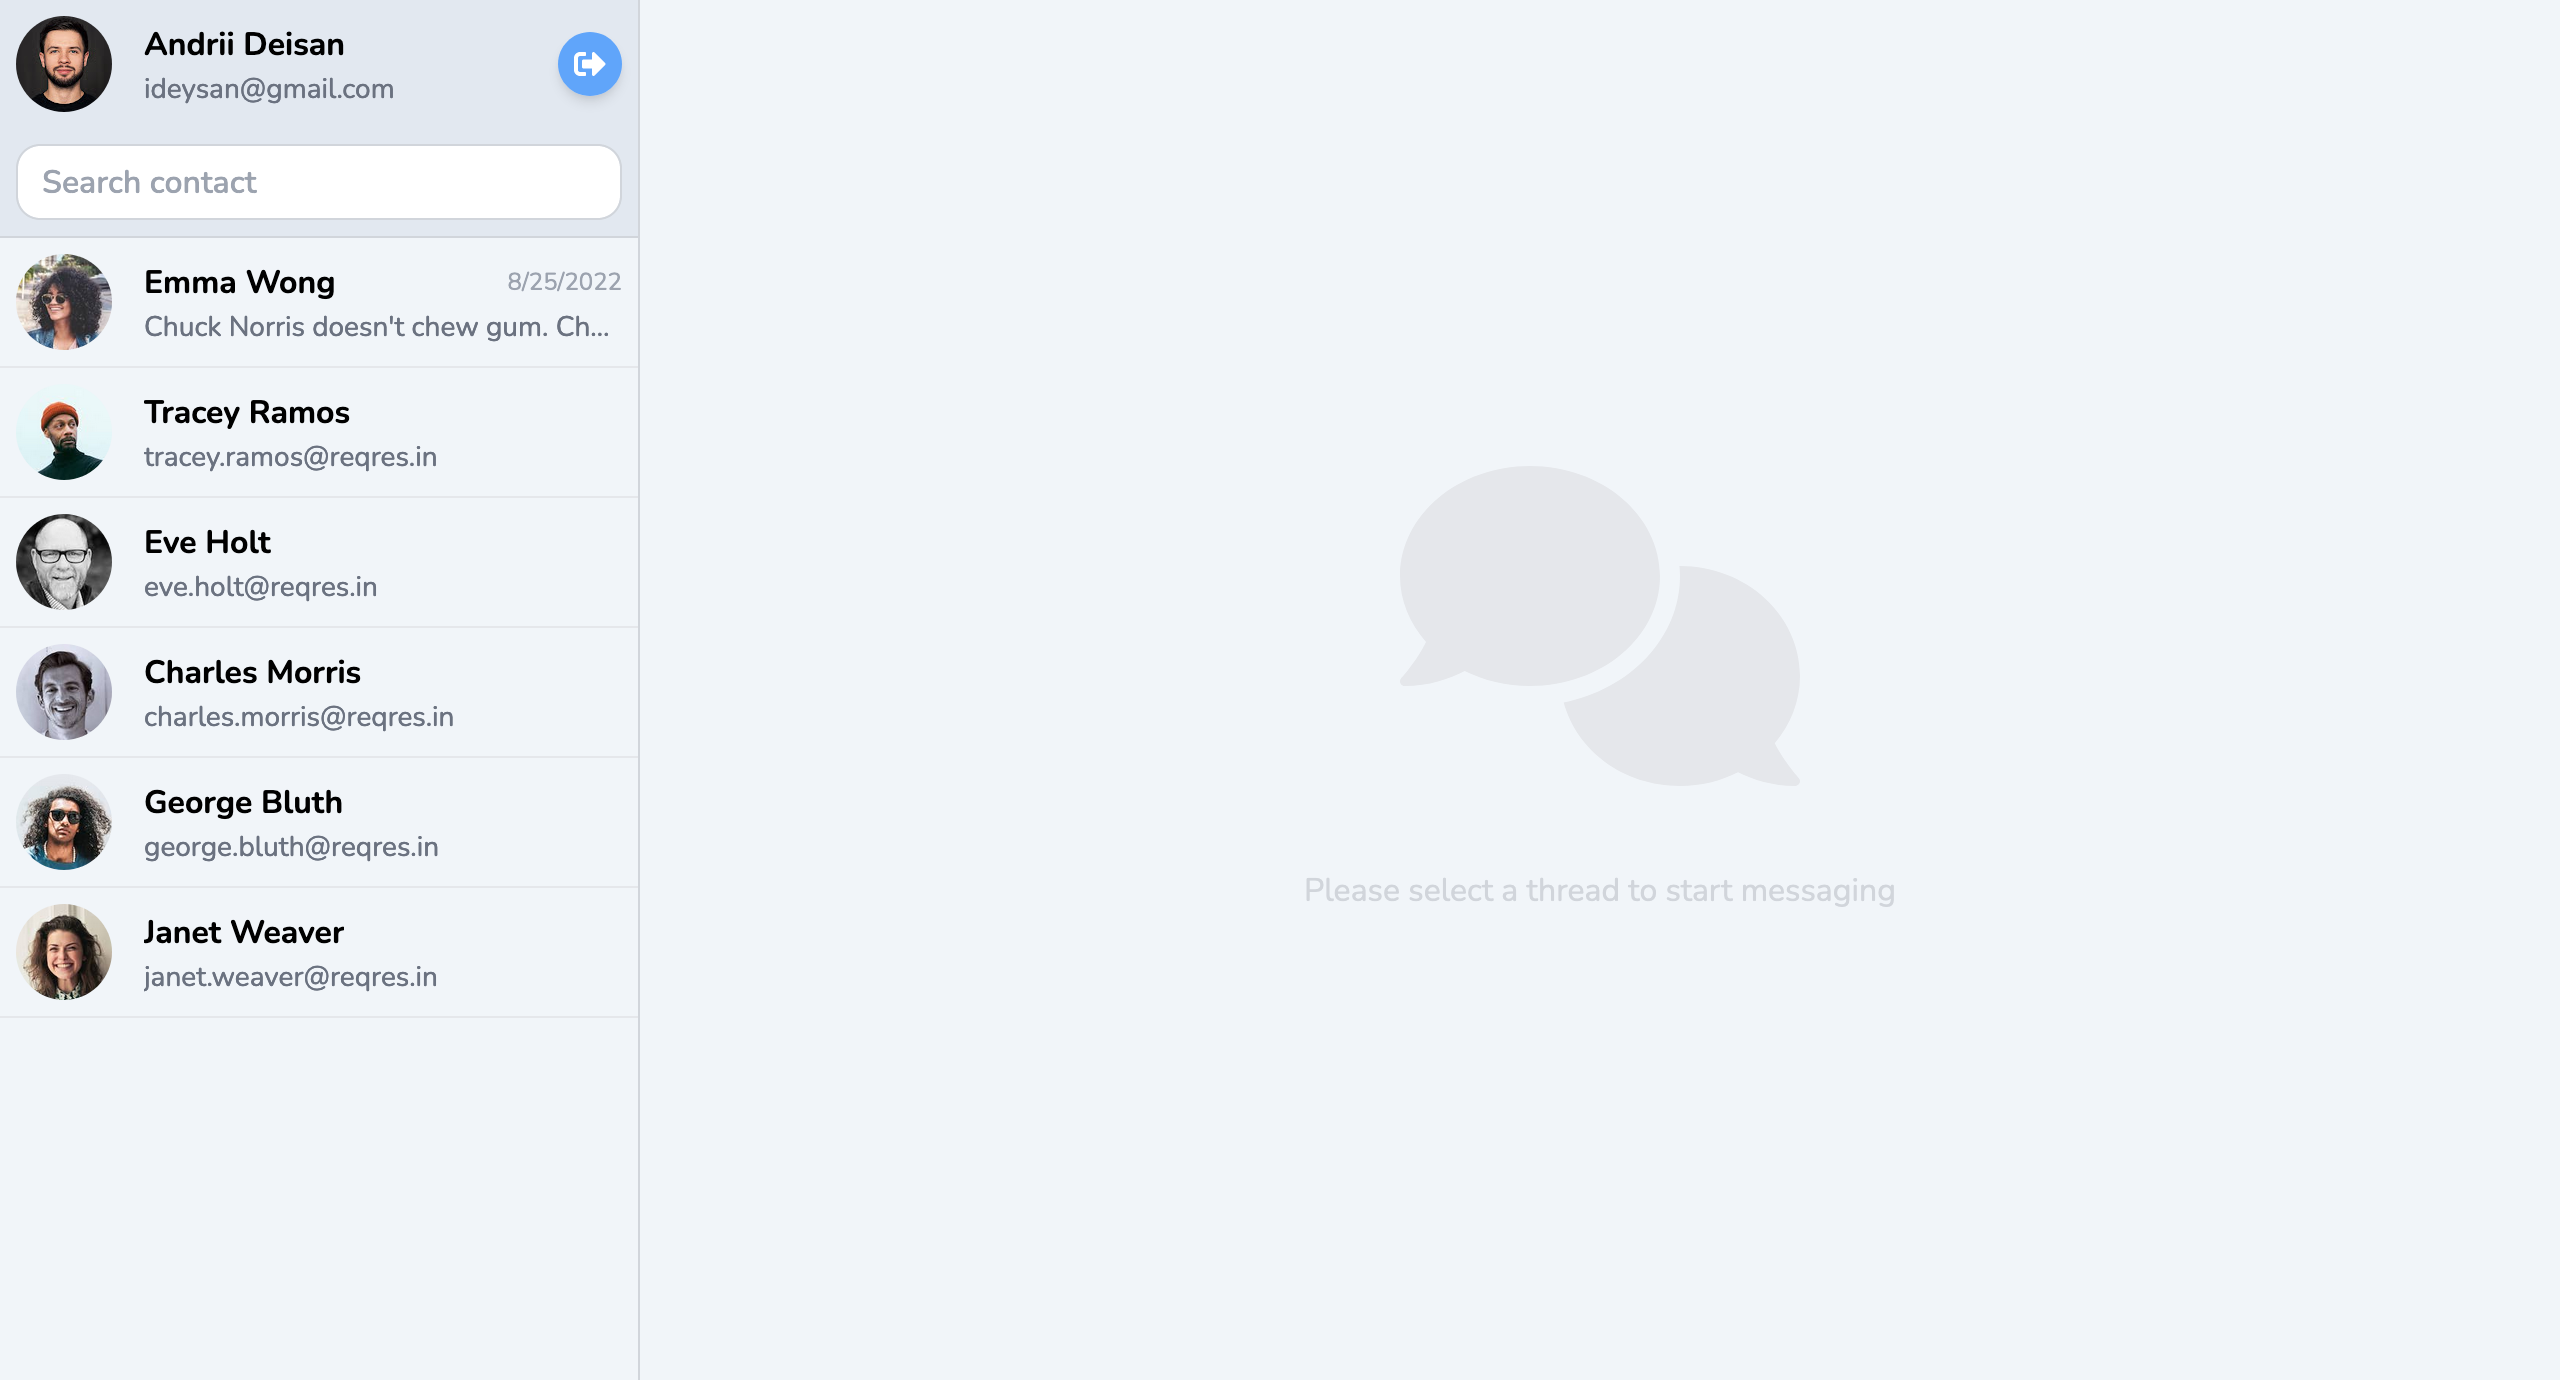 Andrii Deisan
ideysan@gmail.com
Search contact
Emma Wong
8/25/2022
Chuck Norris doesn't chew gum. Ch...
Tracey Ramos
tracey.ramos@reqres.in
Eve Holt
eve.holt@reqres.in
Charles Morris
charles.morris@reqres.in
George Bluth
george.bluth@reqres.in
Janet Weaver
janet.weaver@reqres.in
Please select a thread to start messaging